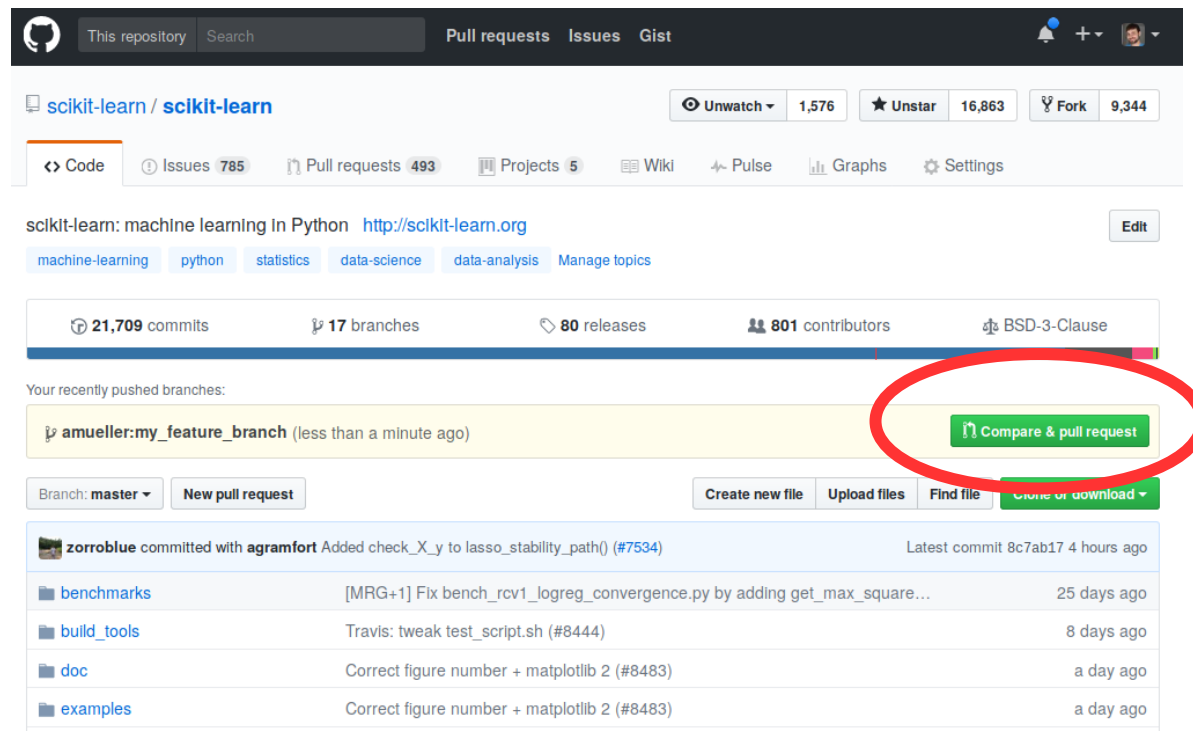 This repository Search Pull requests Issues Gist
scikit-learn / scikit-learn Unwatch 1,576 Unstar 16,863 Fork 9,344
Code Issues 785 Pull requests 493 Projects 5 Wiki Pulse Graphs Settings
scikit-learn: machine learning in Python http://scikit-learn.org Edit
machine-learning python statistics data-science data-analysis Manage topics
21,709 commits 17 branches 80 releases 801 contributors BSD-3-Clause
Your recently pushed branches:
amueller:my_feature_branch (less than a minute ago) Compare & pull request
Branch: master New pull request Create new file Upload files Find file Clone or download
zorroblue committed with agramfort Added check_X_y to lasso_stability_path() (#7534) Latest commit 8c7ab17 4 hours ago
benchmarks [MRG+1] Fix bench_rcv1_logreg_convergence.py by adding get_max_square… 25 days ago
build_tools Travis: tweak test_script.sh (#8444) 8 days ago
doc Correct figure number + matplotlib 2 (#8483) a day ago
examples Correct figure number + matplotlib 2 (#8483) a day ago